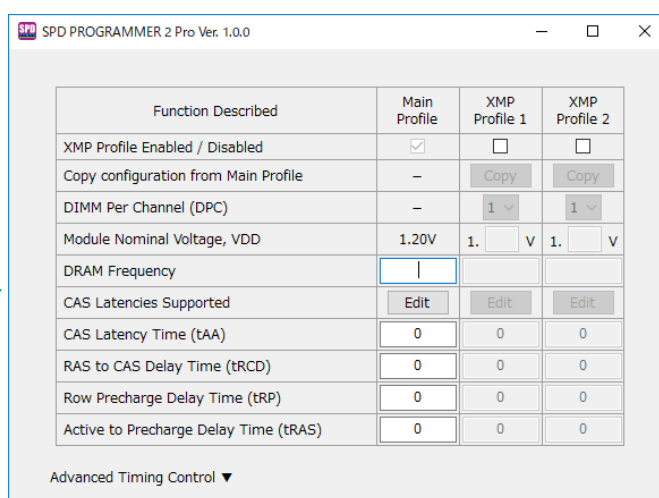 SPD PROGRAMMER 2 Pro Ver. 1.0.0
Function Described Main Profile XMP Profile 1 XMP Profile 2
XMP Profile Enabled / Disabled
Copy configuration from Main Profile – Copy Copy
DIMM Per Channel (DPC) – 1 1
Module Nominal Voltage, VDD 1.20V 1. V 1. V
DRAM Frequency
CAS Latencies Supported Edit Edit Edit
CAS Latency Time (tAA) 0 0 0
RAS to CAS Delay Time (tRCD) 0 0 0
Row Precharge Delay Time (tRP) 0 0 0
Active to Precharge Delay Time (tRAS) 0 0 0
Advanced Timing Control ▼